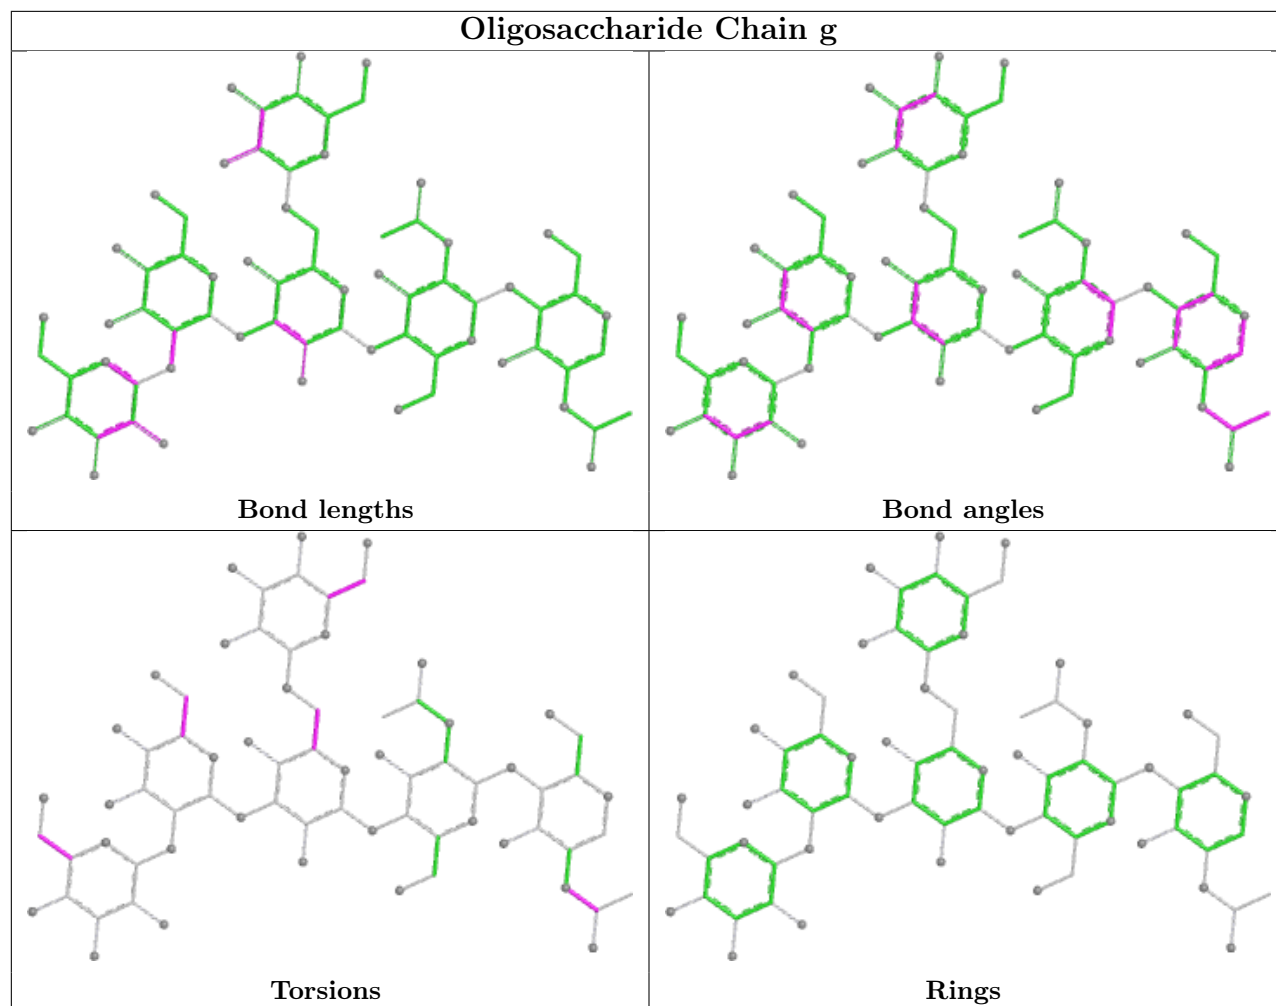 Oligosaccharide Chain g
Bond lengths
Bond angles
Torsions
Rings